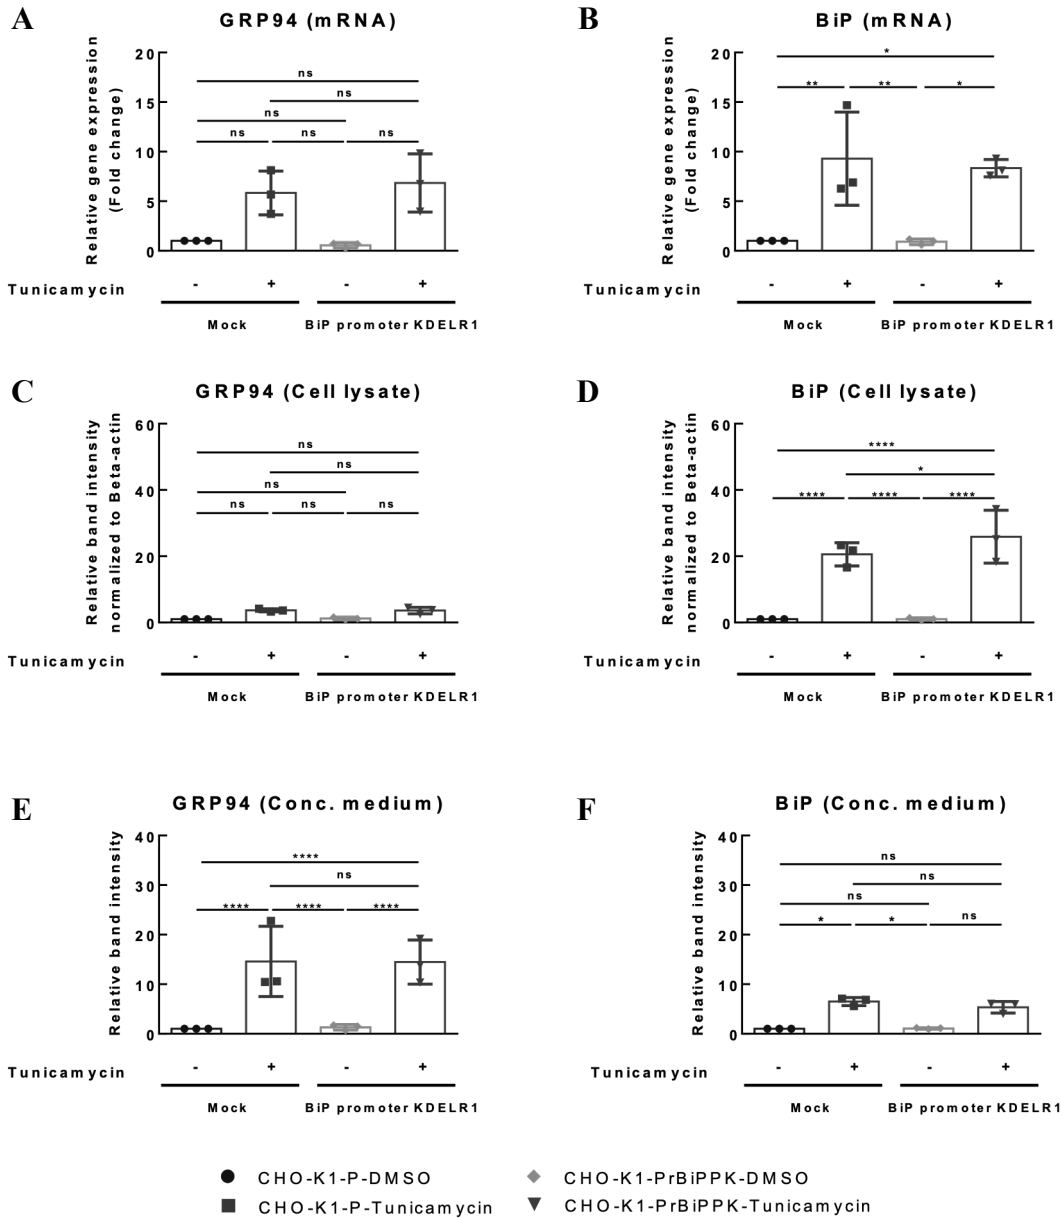 A
GRP94 (mRNA)
Relative gene expression
(Fold change)
20
15
10
5
0
ns
ns
ns
ns
ns
ns
Tunicamycin
-
+
-
+
Mock
BiP promoter KDELR1
B
BiP (mRNA)
Relative gene expression
(Fold change)
20
15
10
5
0
*
**
**
*
Tunicamycin
-
+
-
+
Mock
BiP promoter KDELR1
C
GRP94 (Cell lysate)
Relative band intensity
normalized to Beta-actin
60
40
20
0
ns
ns
ns
ns
ns
ns
Tunicamycin
-
+
-
+
Mock
BiP promoter KDELR1
D
BiP (Cell lysate)
Relative band intensity
normalized to Beta-actin
60
40
20
0
****
*
****
****
****
Tunicamycin
-
+
-
+
Mock
BiP promoter KDELR1
E
GRP94 (Conc. medium)
Relative band intensity
40
30
20
10
0
****
ns
****
****
****
Tunicamycin
-
+
-
+
Mock
BiP promoter KDELR1
F
BiP (Conc. medium)
Relative band intensity
40
30
20
10
0
ns
ns
ns
*
*
ns
Tunicamycin
-
+
-
+
Mock
BiP promoter KDELR1
CHO-K1-P-DMSO
CHO-K1-PrBiPPK-DMSO
CHO-K1-P-Tunicamycin
CHO-K1-PrBiPPK-Tunicamycin